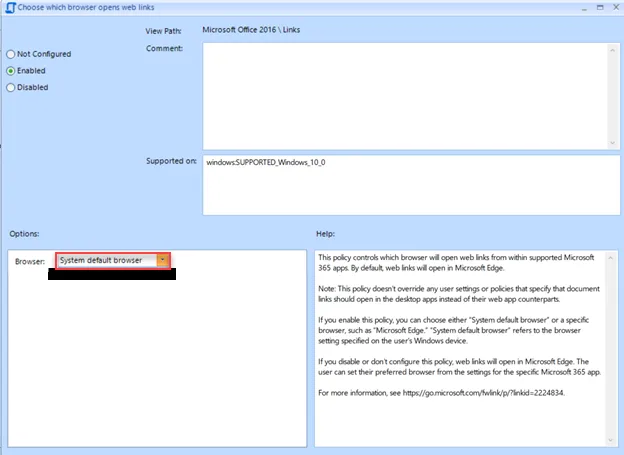 Choose which browser opens web links
View Path: Microsoft Office 2016 \ Links
Not Configured
Enabled
Disabled
Comment:
Supported on: windows:SUPPORTED_Windows_10_0
Options:
Browser: System default browser
Help:
This policy controls which browser will open web links from within supported Microsoft
365 apps. By default, web links will open in Microsoft Edge.
Note: This policy doesn't override any user settings or policies that specify that document
links should open in the desktop apps instead of their web app counterparts.
If you enable this policy, you can choose either "System default browser" or a specific
browser, such as "Microsoft Edge." "System default browser" refers to the browser
setting specified on the user's Windows device.
If you disable or don't configure this policy, web links will open in Microsoft Edge. The
user can set their preferred browser from the settings for the specific Microsoft 365 app.
For more information, see https://go.microsoft.com/fwlink/p/?linkid=2224834.